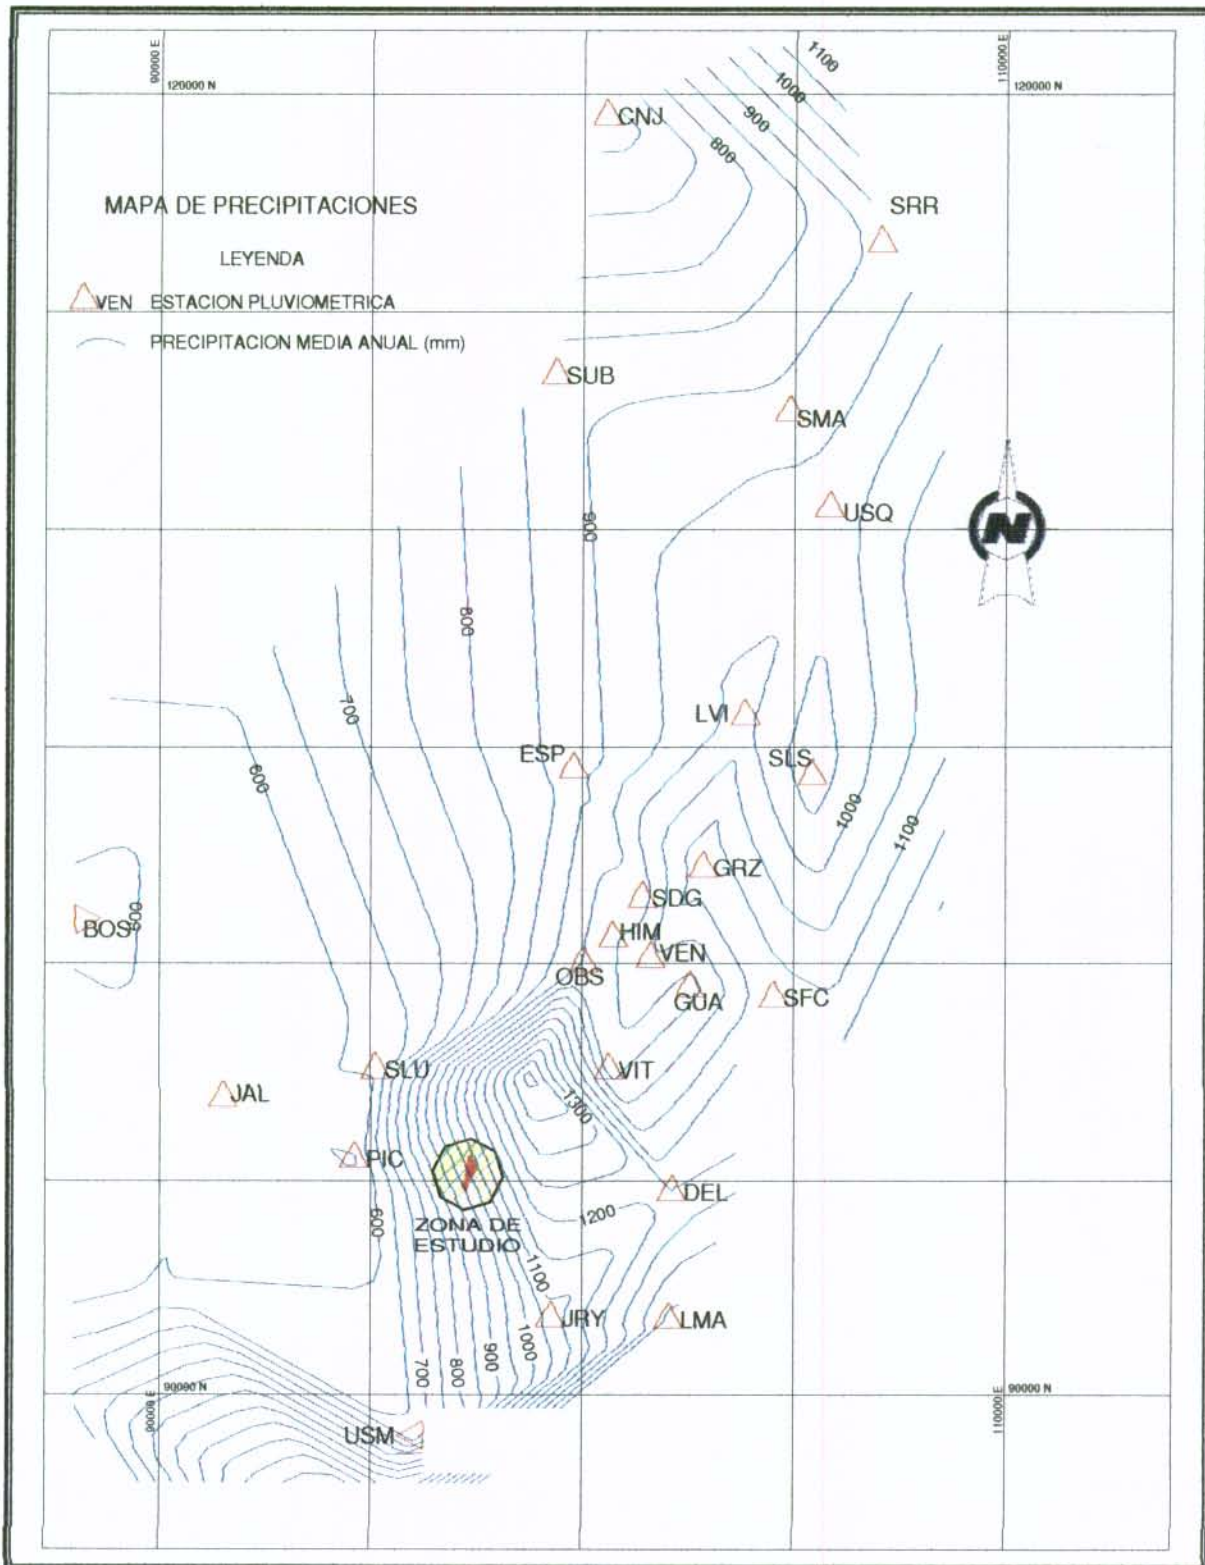 90000 E
120000 N
110000 E
120000 N
1100
1000
900
800
CNJ
SRR
MAPA DE PRECIPITACIONES
LEYENDA
VEN ESTACION PLUVIOMETRICA
PRECIPITACION MEDIA ANUAL (mm)
SUB
SMA
USQ
N
900
800
700
600
LVI
ESP
SLS
1000
1100
GRZ
SDG
BOS
600
HIM
VEN
OBS
GUA
SFC
SLU
VIT
JAL
1300
PIC
DEL
600
1200
ZONA DE
ESTUDIO
1100
JRY
LMA
1000
900
800
700
90000 N
90000 E
110000 E
90000 N
USM